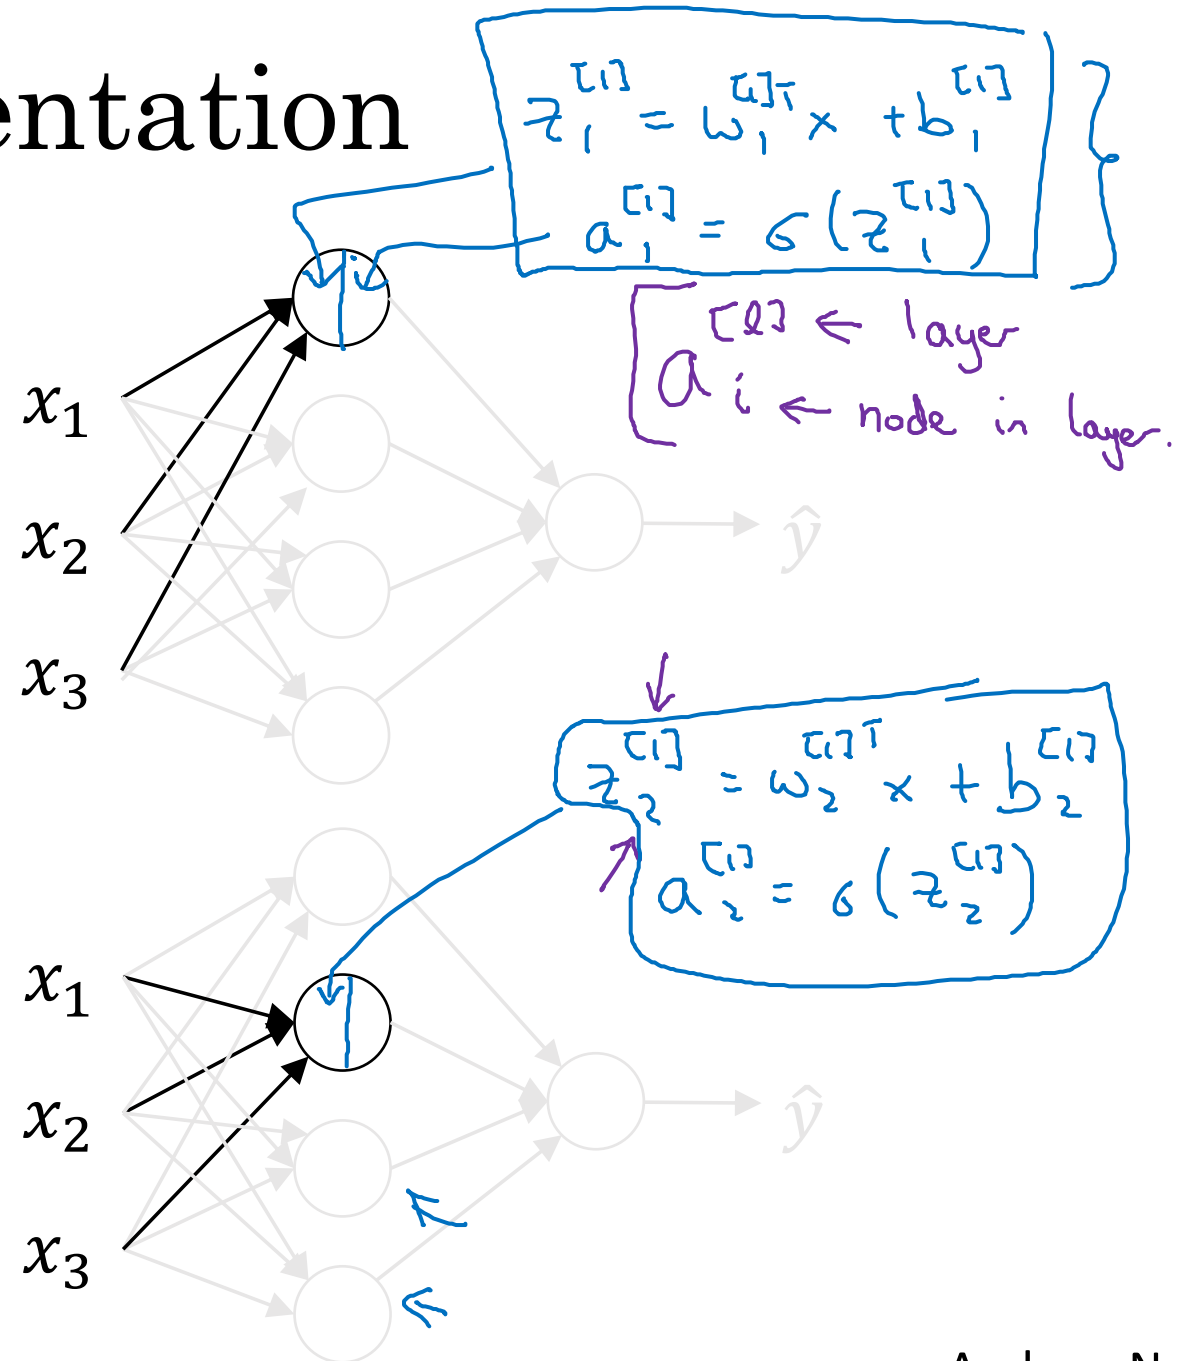 entation
z₁^[1] = w₁^[1]T x + b₁^[1]
a₁^[1] = σ(z₁^[1])
a_i^[l] ← layer
← node in layer.
x₁
x₂
ŷ
x₃
z₂^[1] = w₂^[1]T x + b₂^[1]
a₂^[1] = σ(z₂^[1])
x₁
x₂
ŷ
x₃